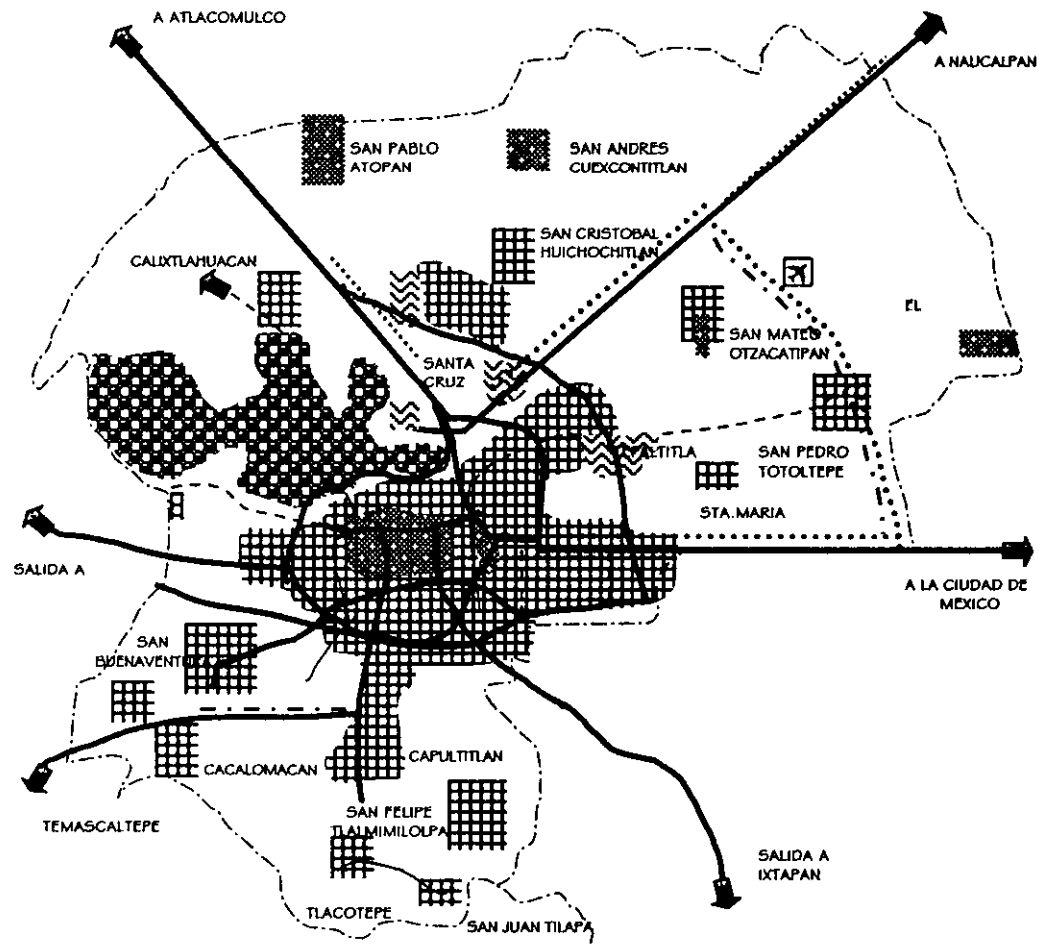 A ATLACOMULCO
A NAUCALPAN
SAN PABLO
ATOPAN
SAN ANDRES
CUEXCONTITLAN
SAN CRISTOBAL
HUICHOCHITLAN
CALIXTLAHUACAN
EL
SAN MATEO
OTZACATIPAN
SANTA
CRUZ
ALTITLA
SAN PEDRO
TOTOLTEPE
STA. MARIA
SALIDA A
A LA CIUDAD DE
MEXICO
SAN
CACALOMACAN
CAPULTITLAN
TEMASCALTEPE
SAN FELIPE
TLALMIMILOLPA
SALIDA A
IXTAPAN
TLACOTEPE
SAN JUAN TILAPA